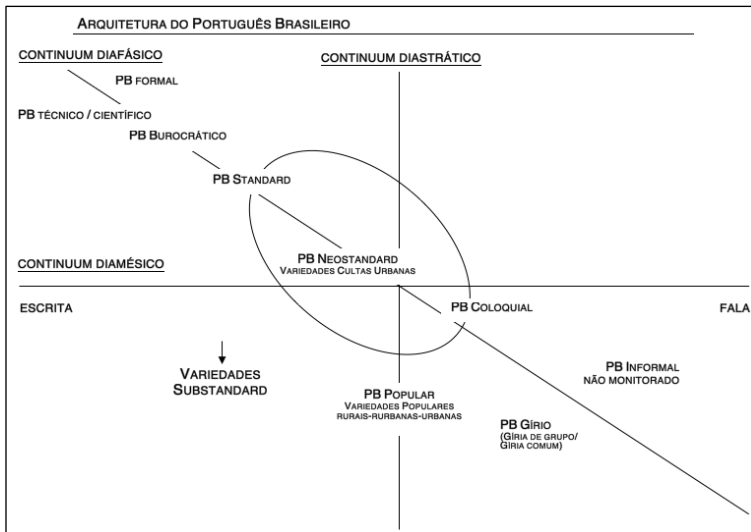 ARQUITETURA DO PORTUGUÊS BRASILEIRO
CONTINUUM DIAFÁSICO
CONTINUUM DIASTRÁTICO
PB FORMAL
PB TÉCNICO / CIENTÍFICO
PB BUROCRÁTICO
PB STANDARD
PB NEOSTANDARD
VARIEDADES CULTAS URBANAS
CONTINUUM DIAMÉSICO
ESCRITA
PB COLOQUIAL
FALA
VARIEDADES
SUBSTANDARD
PB INFORMAL
NÃO MONITORADO
PB POPULAR
VARIEDADES POPULARES
RURAIS-RURBANAS-URBANAS
PB GÍRIO
(GÍRIA DE GRUPO/
GÍRIA COMUM)